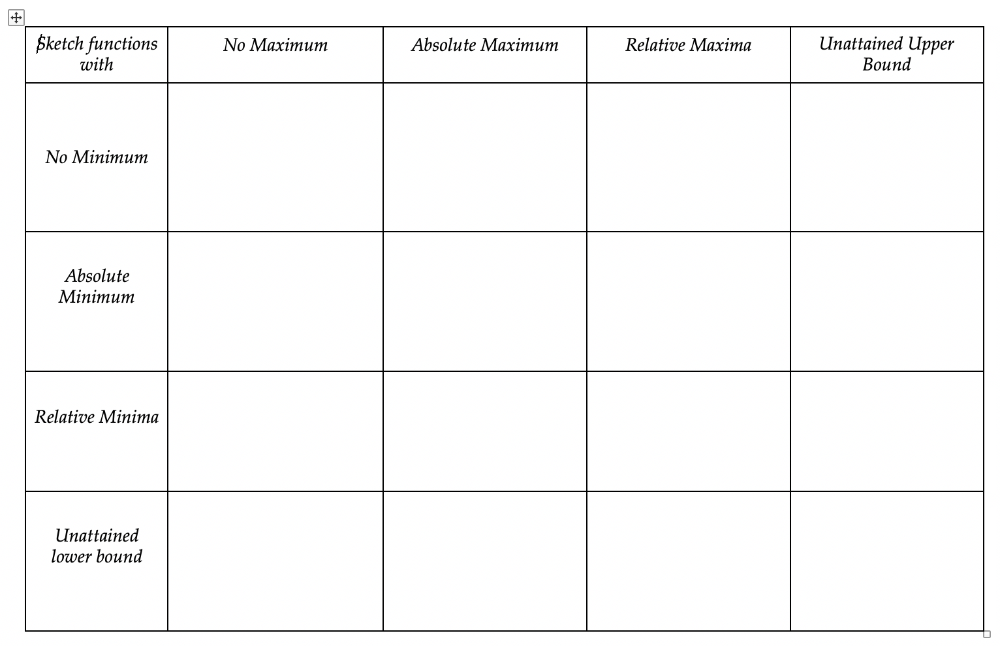 Sketch functions
with
No Maximum
Absolute Maximum
Relative Maxima
Unattained Upper
Bound
No Minimum
Absolute
Minimum
Relative Minima
Unattained
lower bound